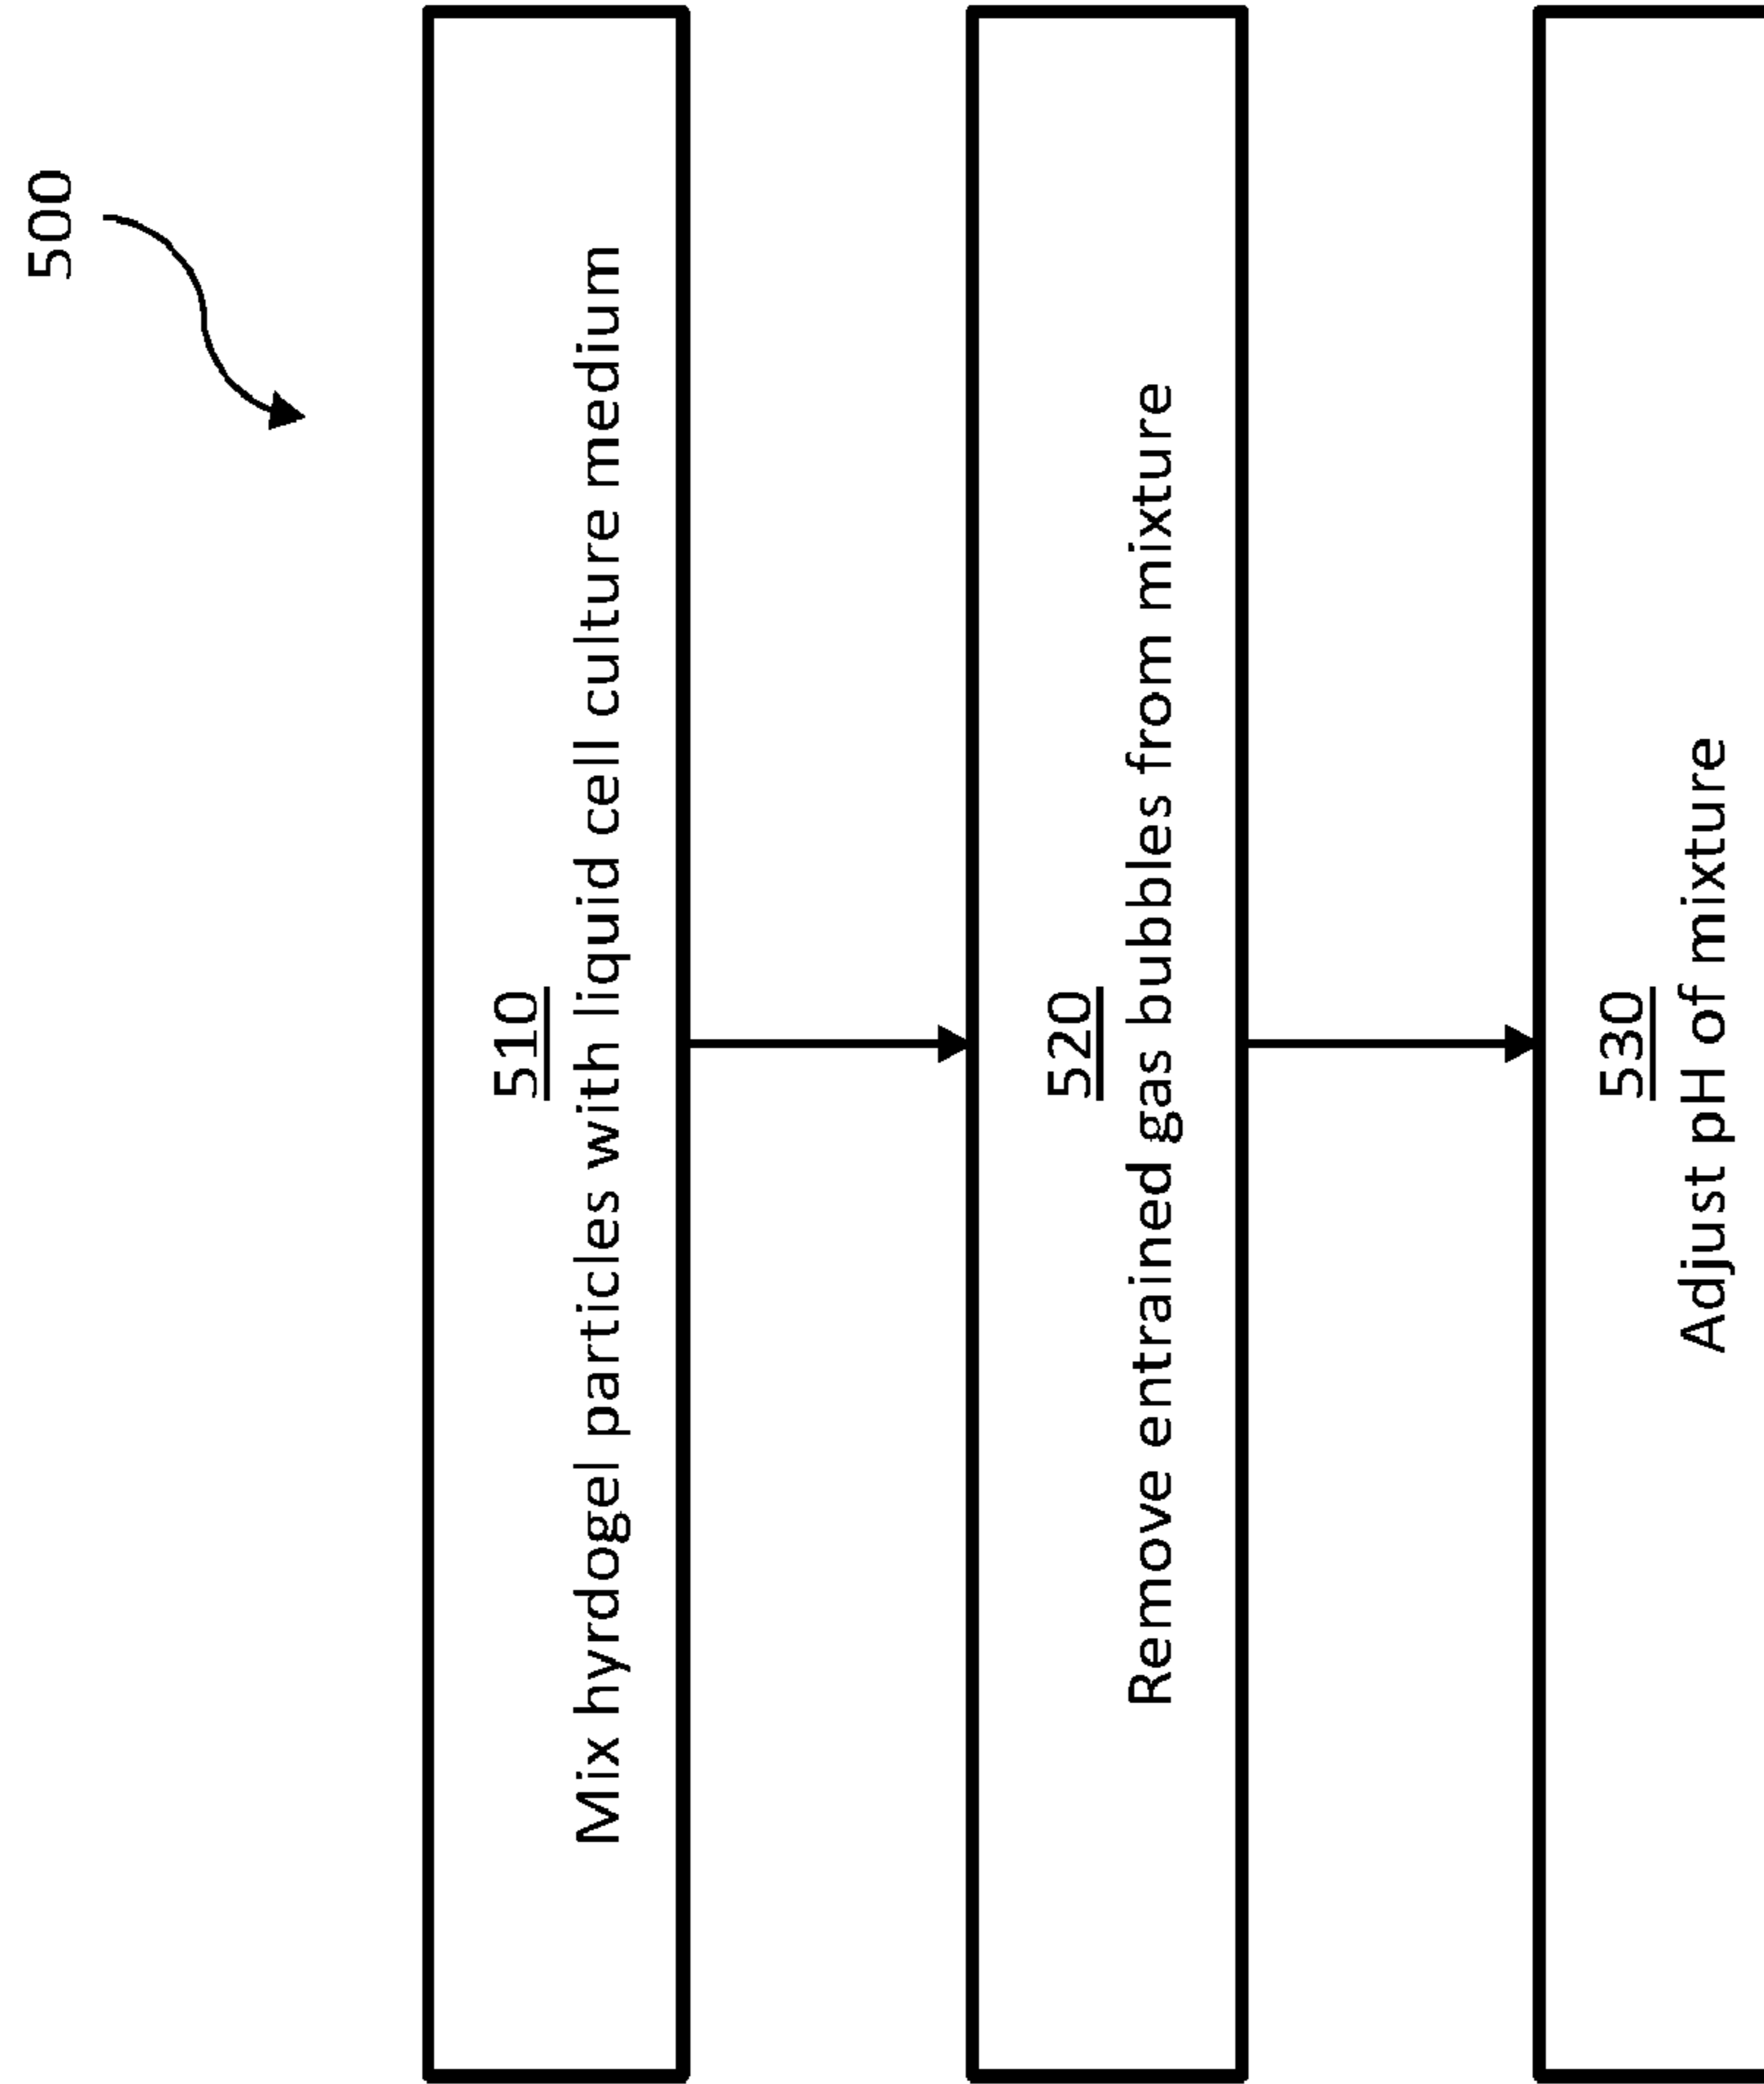 500
510
Mix hyrdogel particles with liquid cell culture medium
520
Remove entrained gas bubbles from mixture
530
Adjust pH of mixture